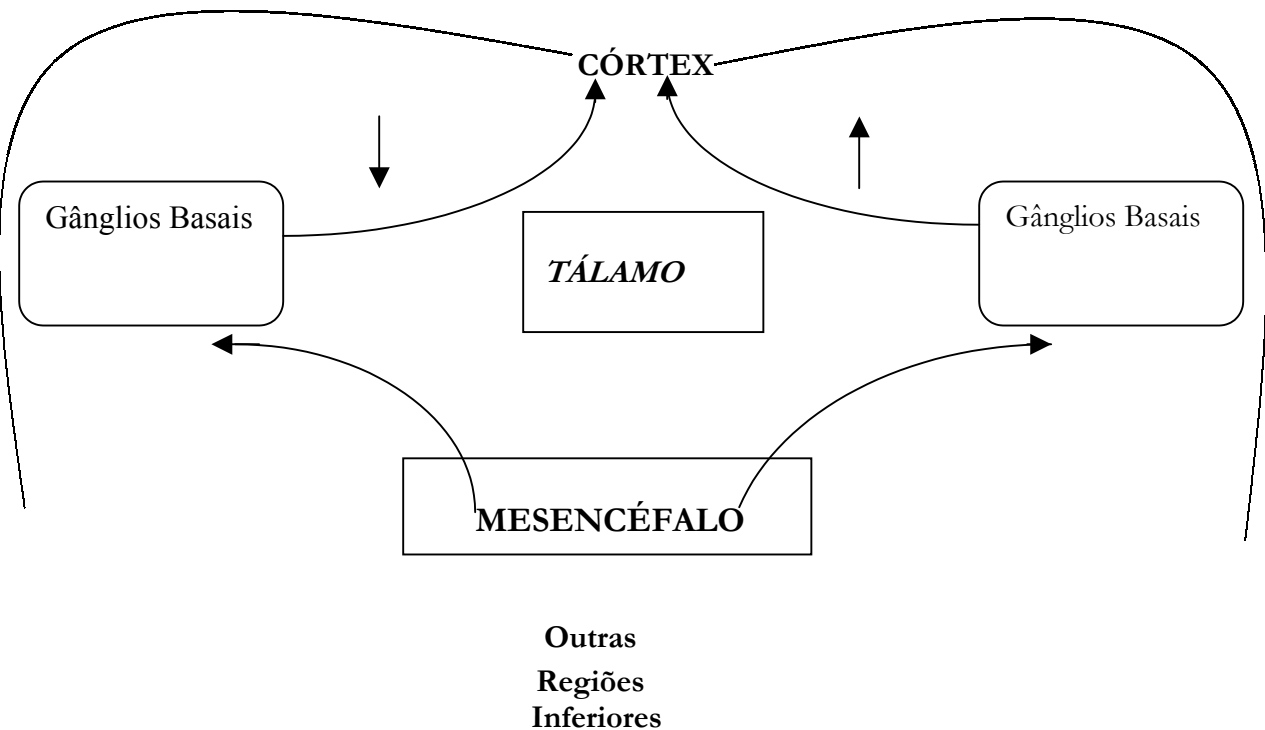 CÓRTEX
Gânglios Basais
Gânglios Basais
TÁLAMO
MESENCÉFALO
Outras
Regiões
Inferiores